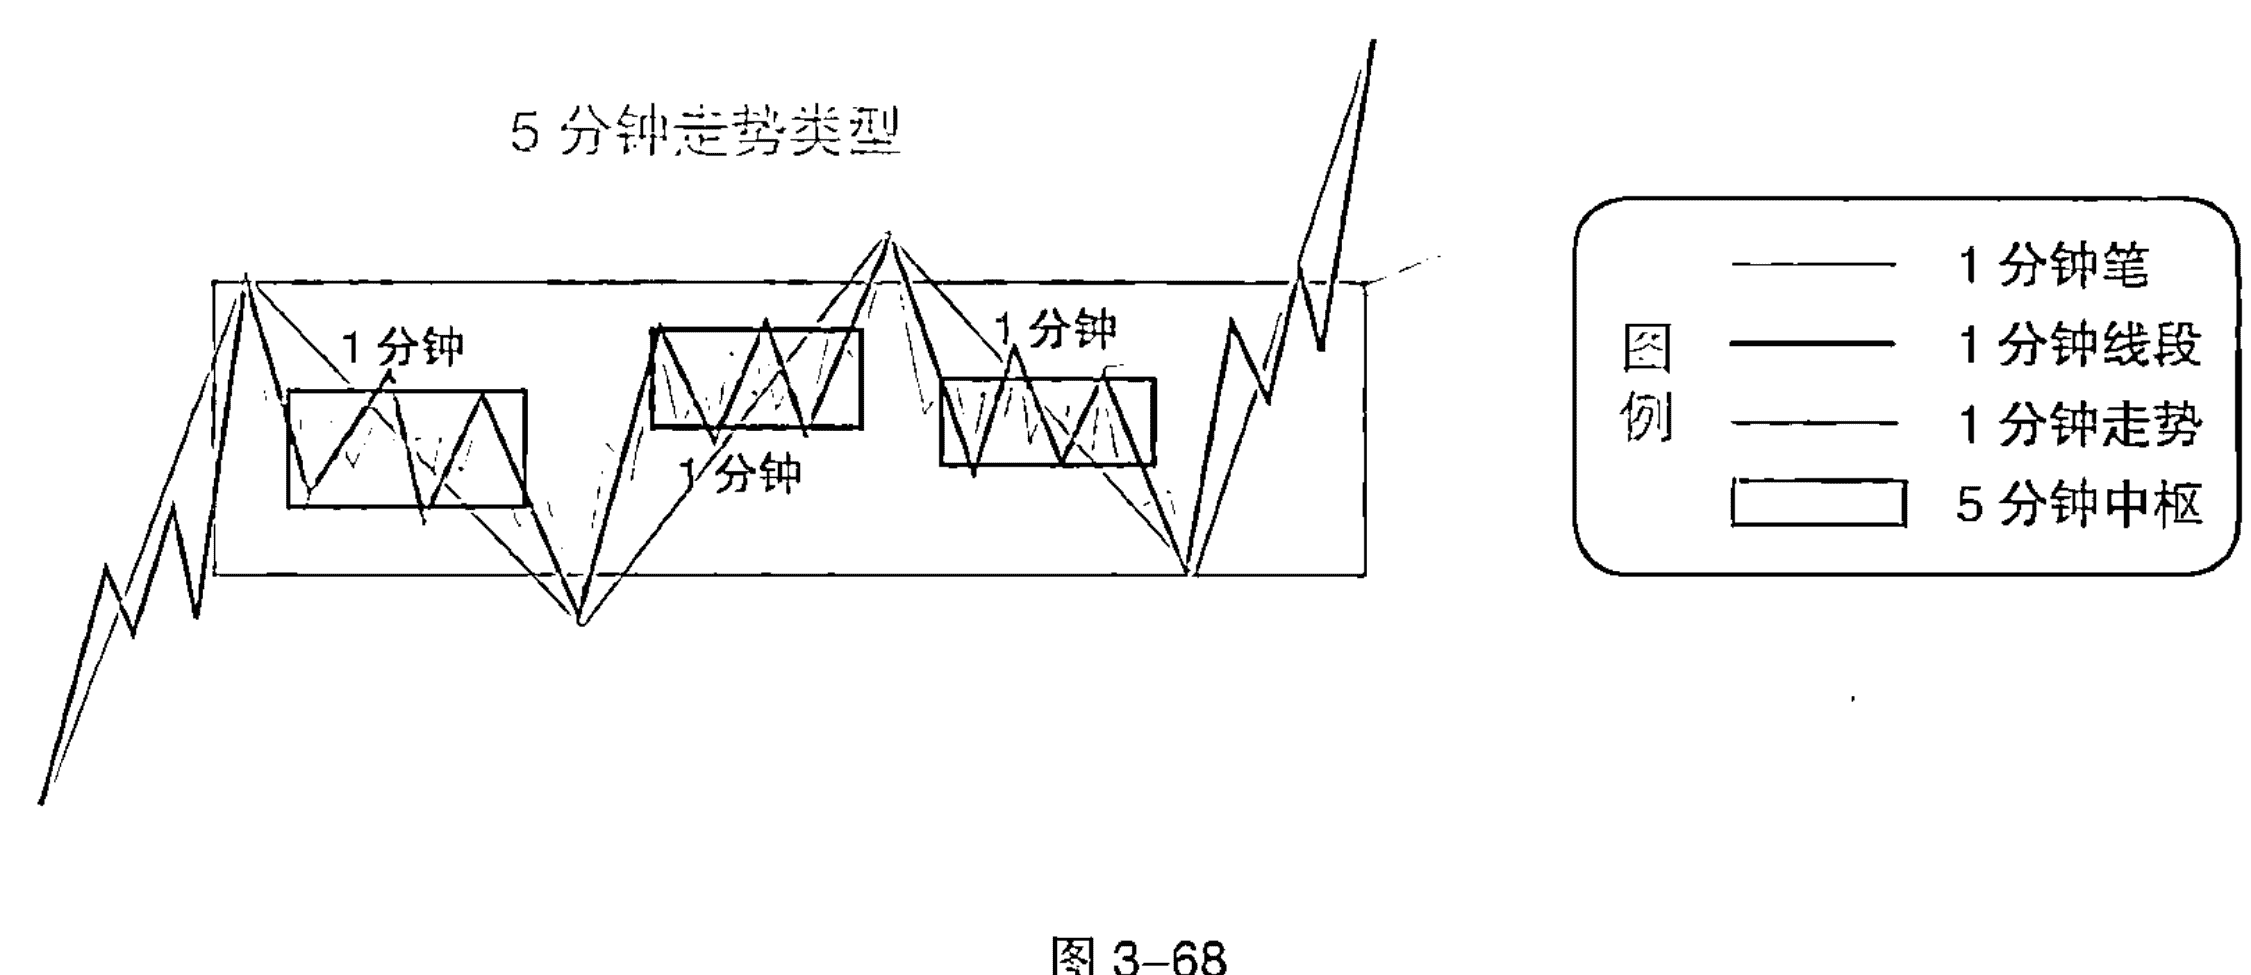 5 分钟走势类型
1 分钟
1 分钟
1 分钟
图例
1 分钟笔
1 分钟线段
1 分钟走势
5 分钟中枢
图 3-68